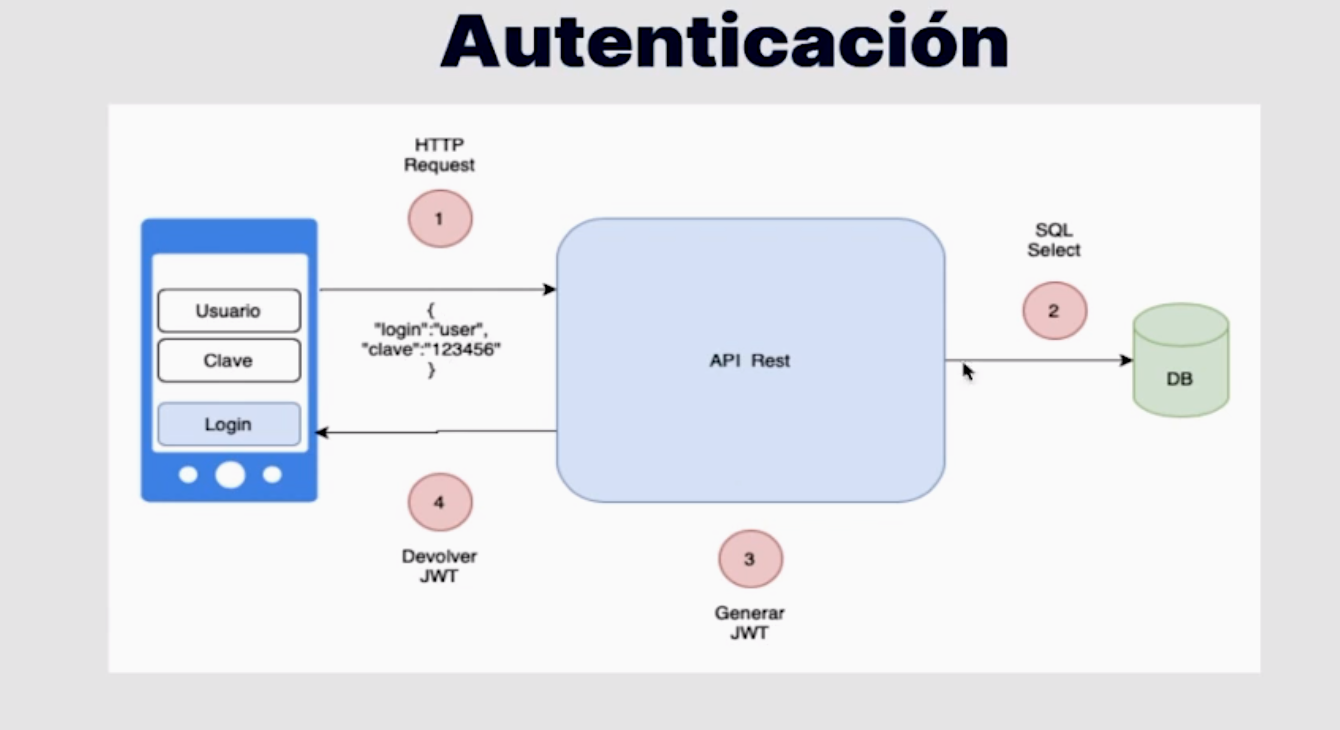 Autenticación
HTTP
Request
1
Usuario
Clave
Login
{
"login":"user",
"clave":"123456"
}
API Rest
SQL
Select
2
DB
4
Devolver
JWT
3
Generar
JWT